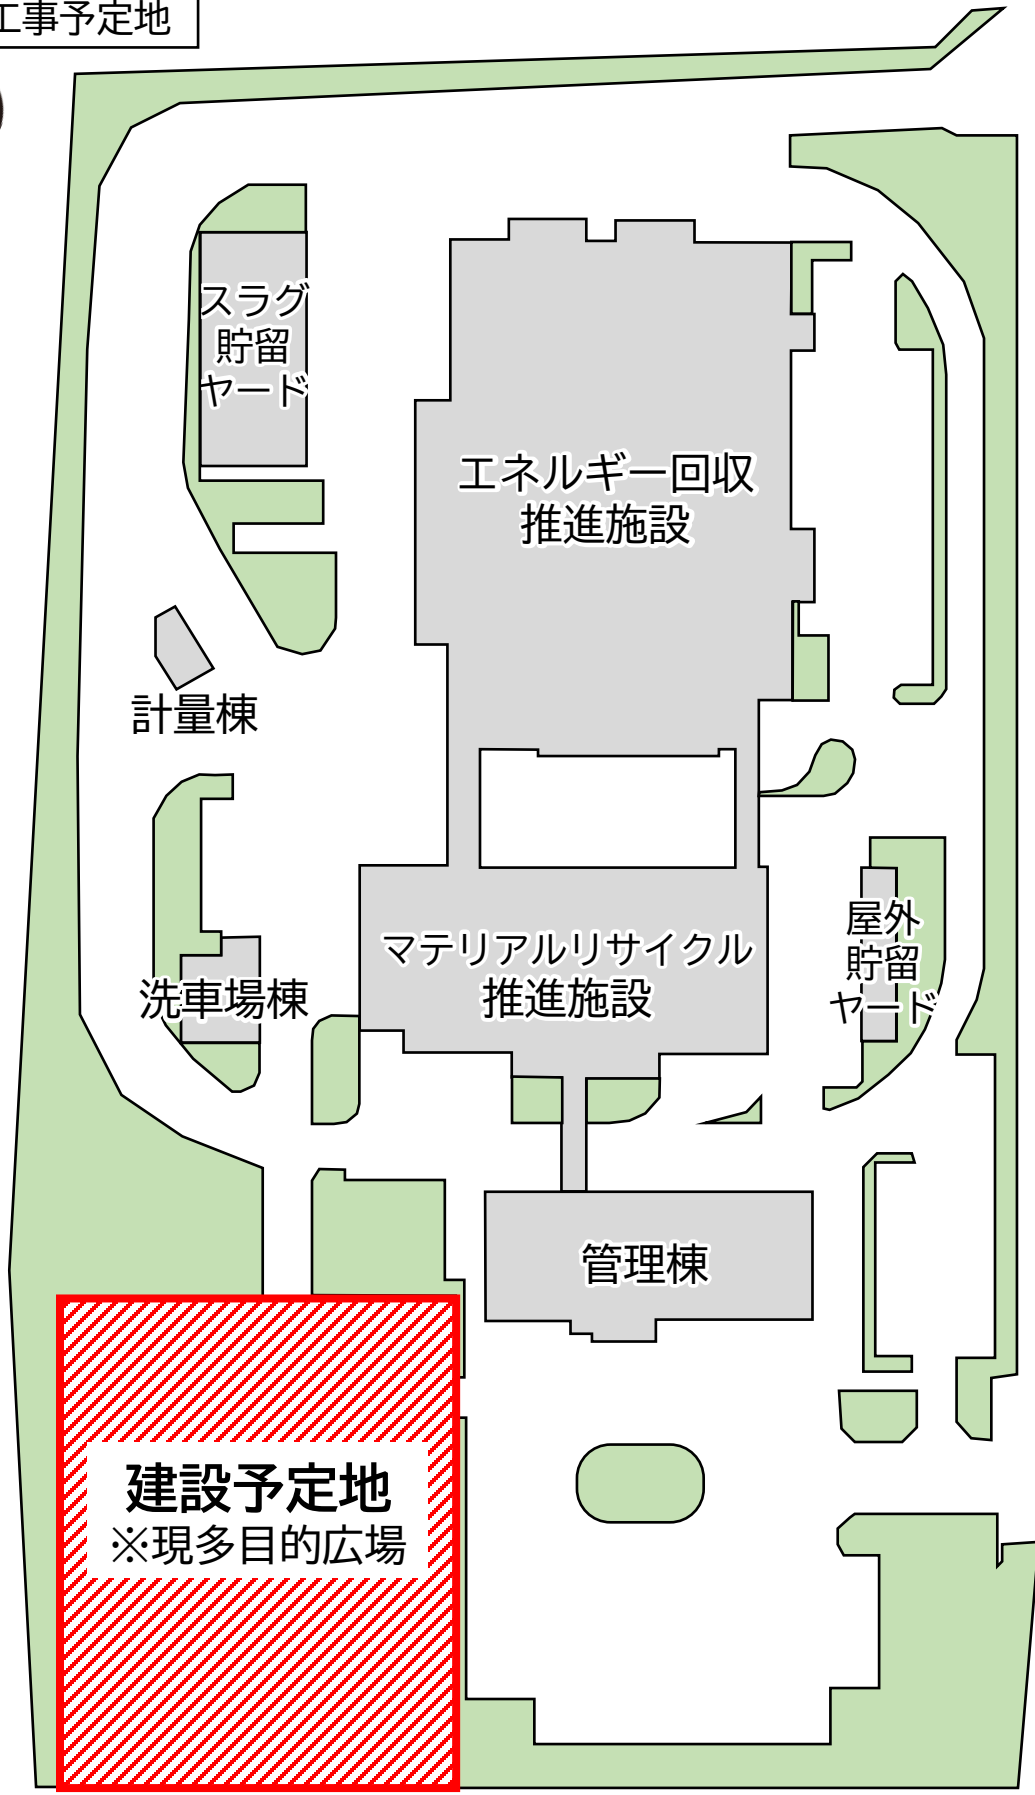 工事予定地
スラグ
貯留
ヤード
エネルギー回収
推進施設
計量棟
マテリアルリサイクル
推進施設
屋外
貯留
ヤード
洗車場棟
管理棟
建設予定地
※現多目的広場